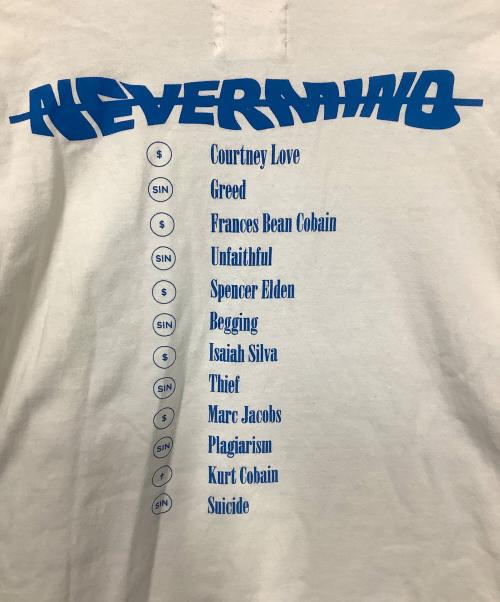 NEVERMIND
$ Courtney Love
SIN Greed
$ Frances Bean Cobain
SIN Unfaithful
$ Spencer Elden
SIN Begging
$ Isaiah Silva
SIN Thief
$ Marc Jacobs
SIN Plagiarism
† Kurt Cobain
SIN Suicide